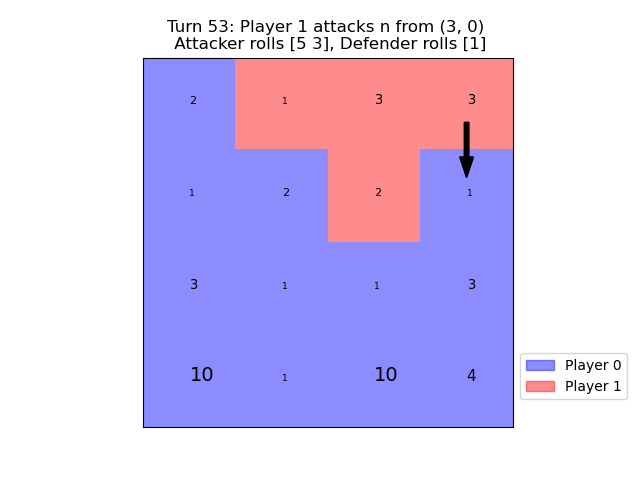 Turn 53: Player 1 attacks n from (3, 0)
Attacker rolls [5 3], Defender rolls [1]
2 1 3 3
1 2 2 1
3 1 1 3
10 1 10 4
Player 0
Player 1